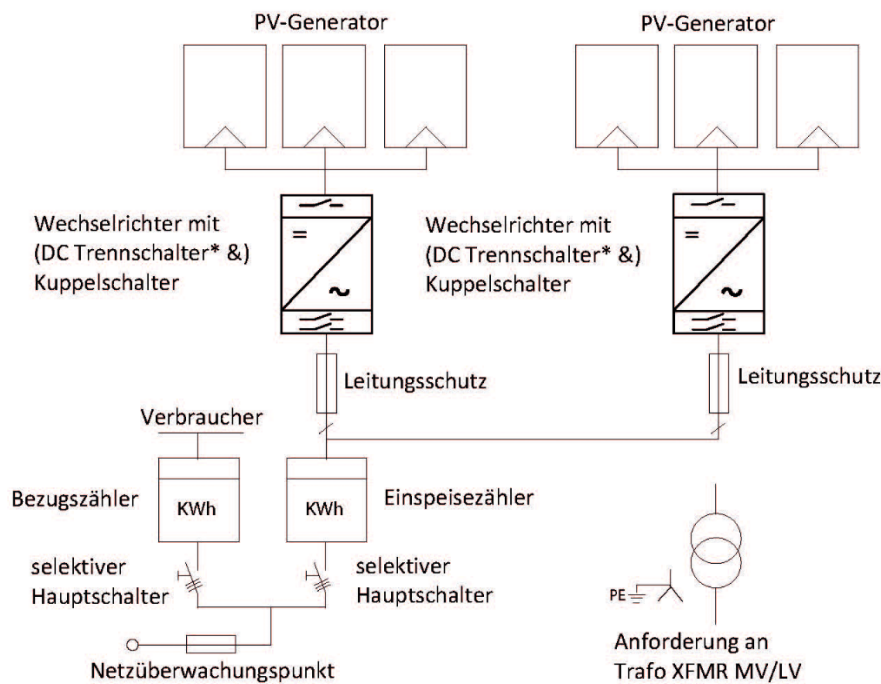 PV-Generator
PV-Generator
Wechselrichter mit
(DC Trennschalter* &)
Kuppelschalter
Wechselrichter mit
(DC Trennschalter* &)
Kuppelschalter
Leitungsschutz
Leitungsschutz
Verbraucher
Bezugszähler
KWh
KWh
Einspeisezähler
selektiver
Hauptschalter
selektiver
Hauptschalter
PE
Netzüberwachungspunkt
Anforderung an
Trafo XFMR MV/LV